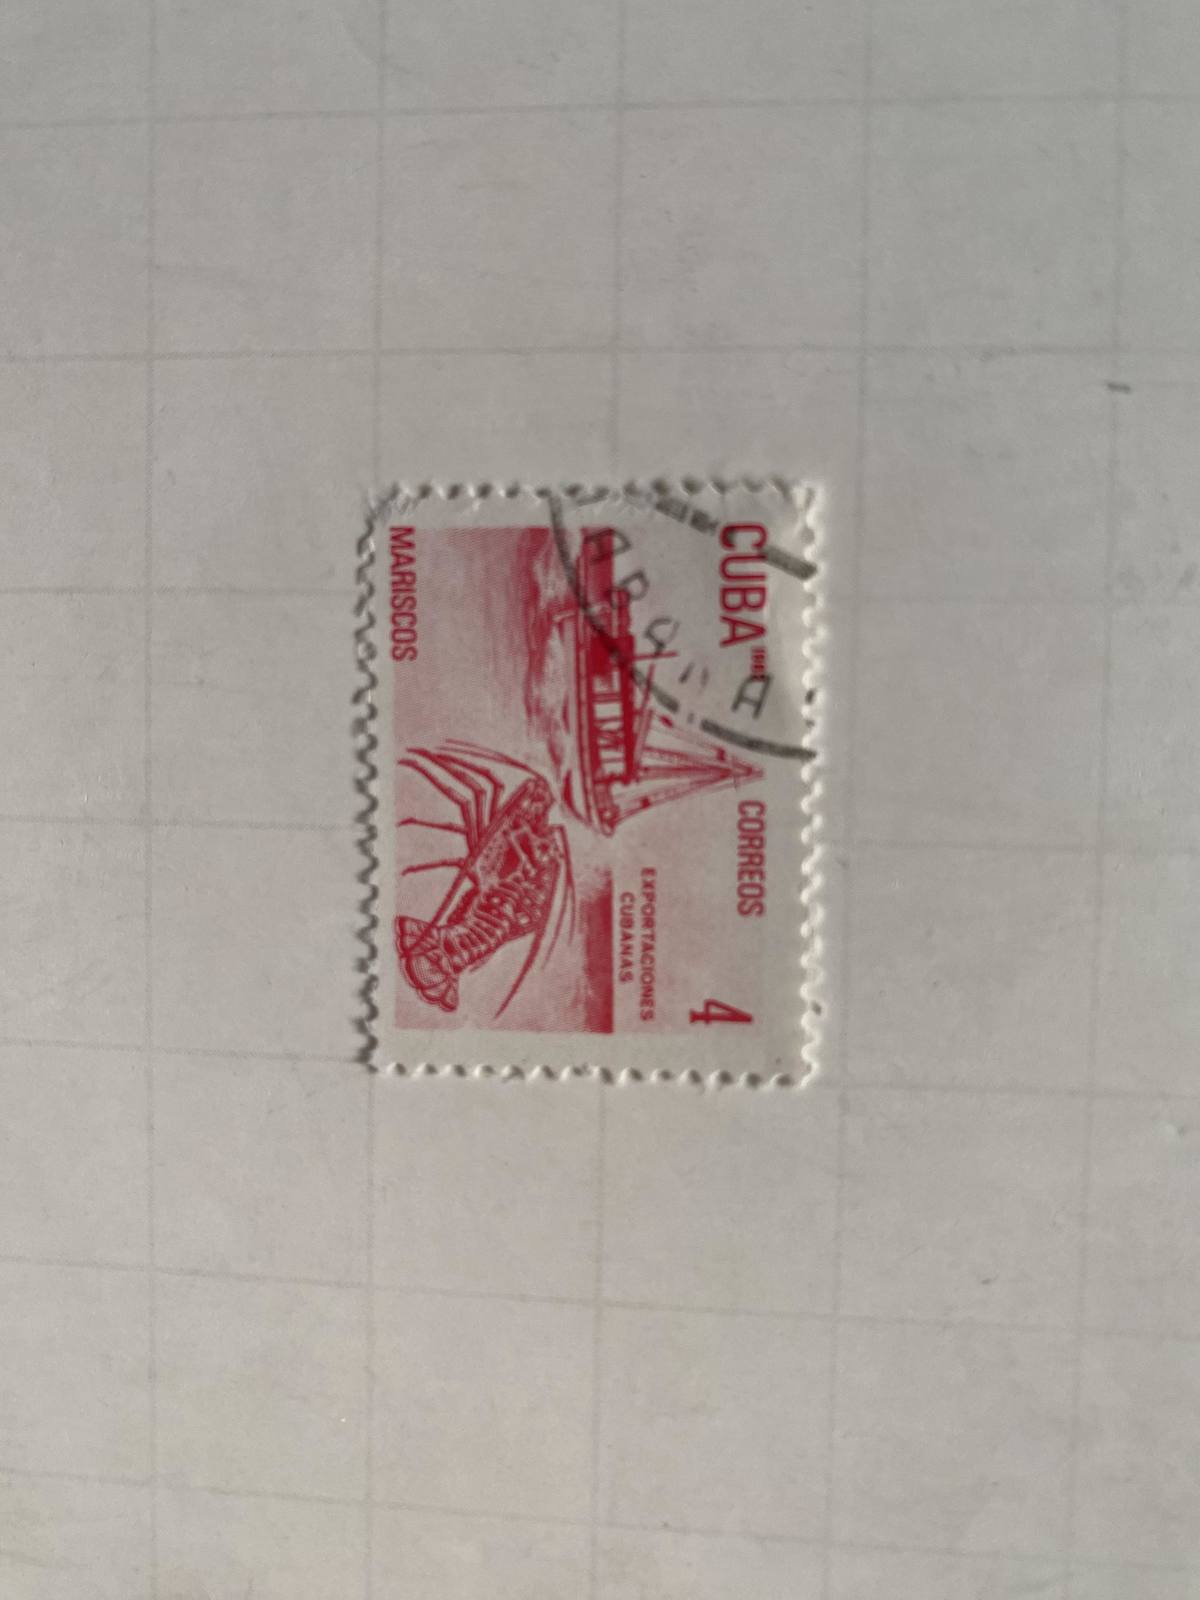 CUBA
CORREOS
4
EXPORTACIONES
CUBANAS
MARISCOS